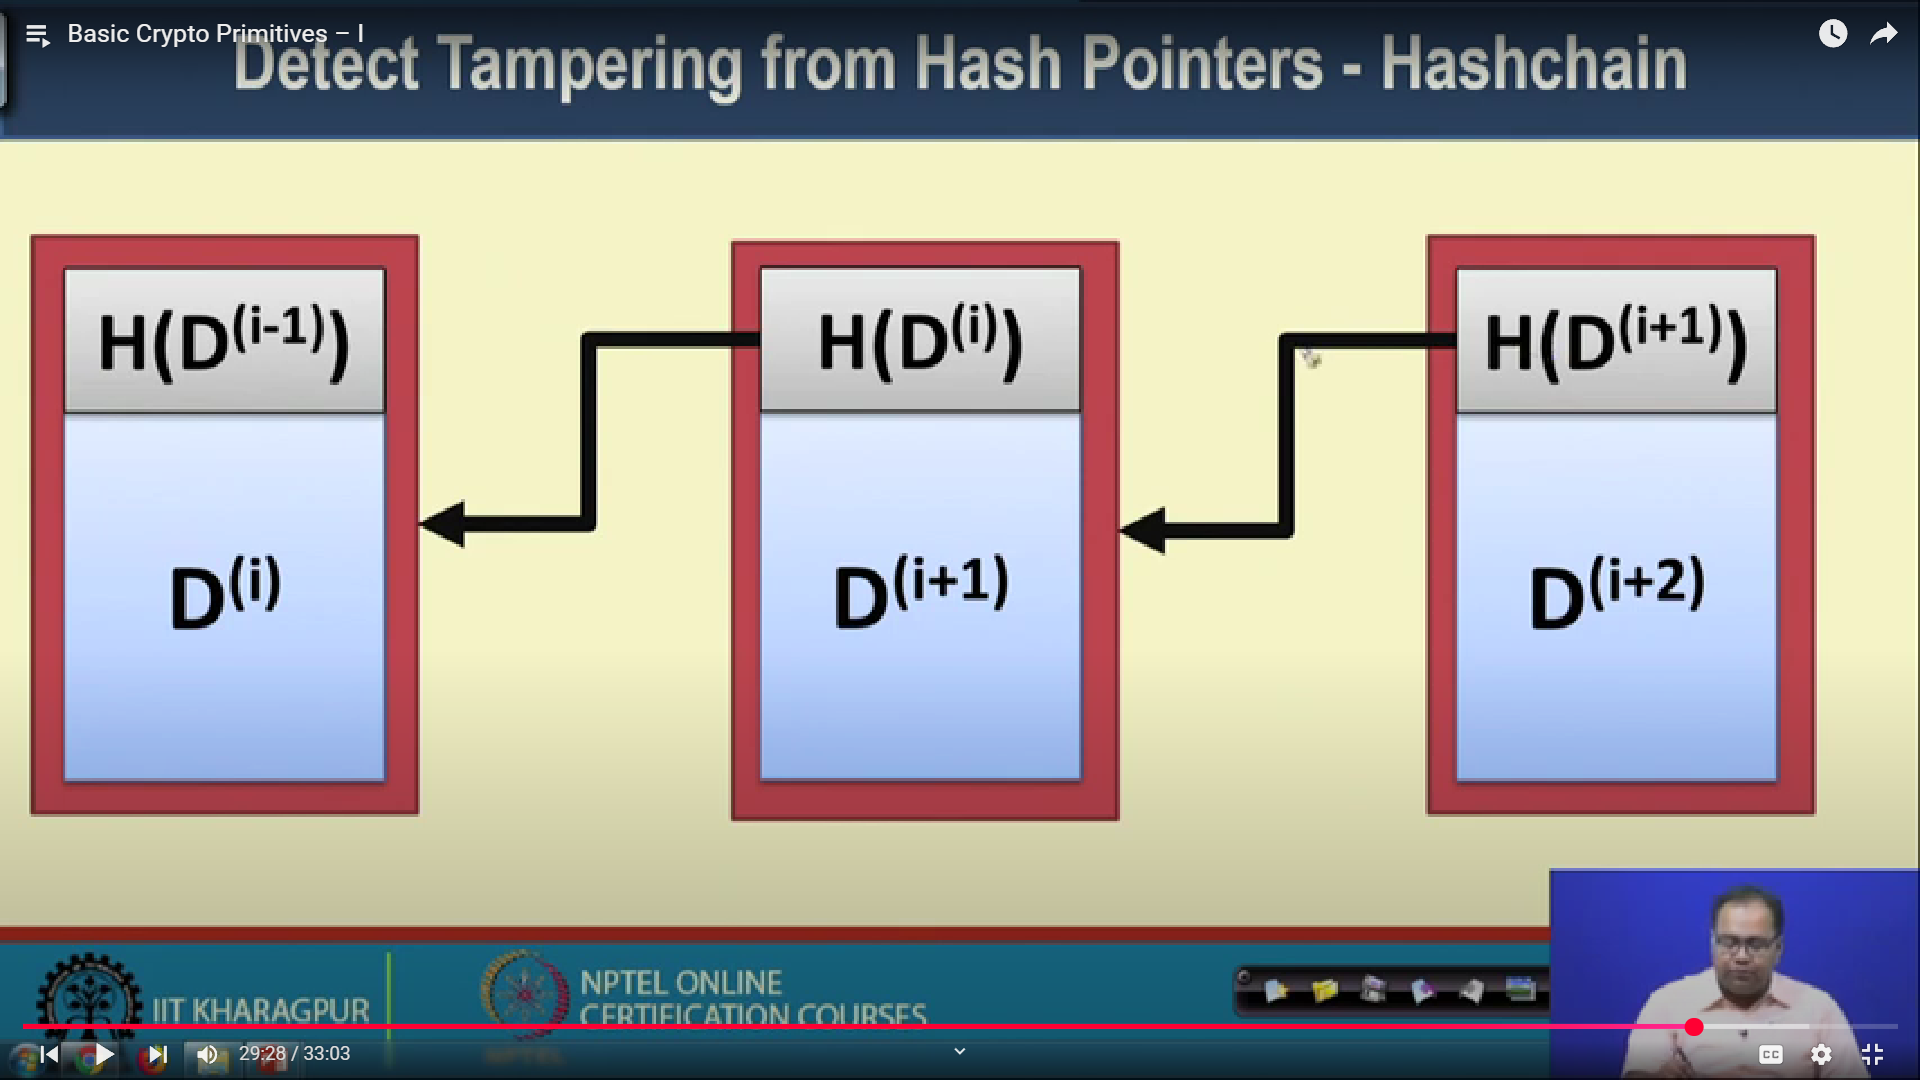 Basic Crypto Primitives – I
Detect Tampering from Hash Pointers - Hashchain
H(D^(i-1))
H(D^(i))
H(D^(i+1))
D^(i)
D^(i+1)
D^(i+2)
IIT KHARAGPUR
NPTEL ONLINE
CERTIFICATION COURSES
29:28 / 33:03
CC